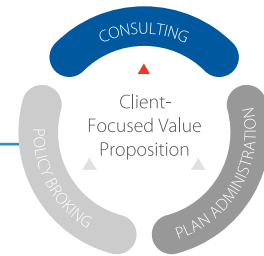 CONSULTING
Client-
Focused Value
Proposition
POLICY BROKING
PLAN ADMINISTRATION